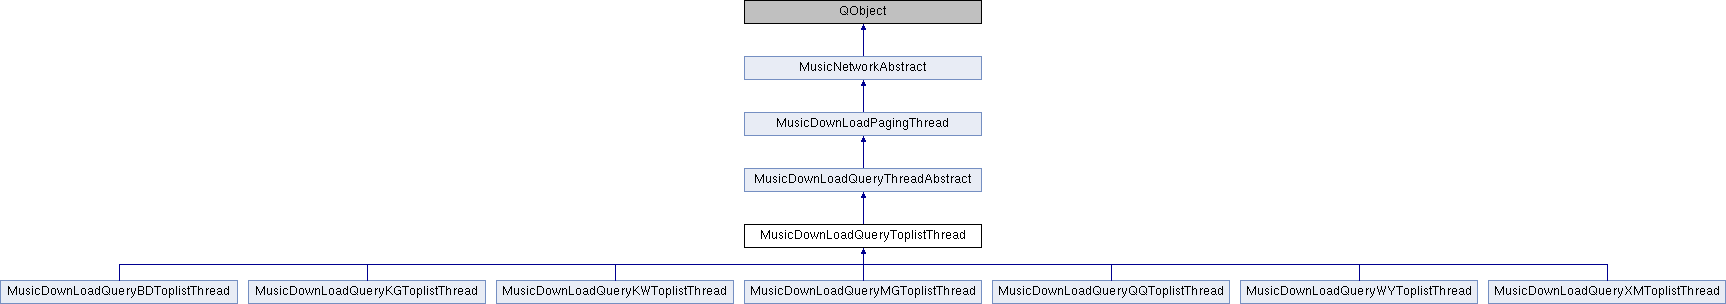 QObject
MusicNetworkAbstract
MusicDownLoadPagingThread
MusicDownLoadQueryThreadAbstract
MusicDownLoadQueryToplistThread
MusicDownLoadQueryBDToplistThread
MusicDownLoadQueryKGToplistThread
MusicDownLoadQueryKWToplistThread
MusicDownLoadQueryMGToplistThread
MusicDownLoadQueryQQToplistThread
MusicDownLoadQueryWYToplistThread
MusicDownLoadQueryXMToplistThread